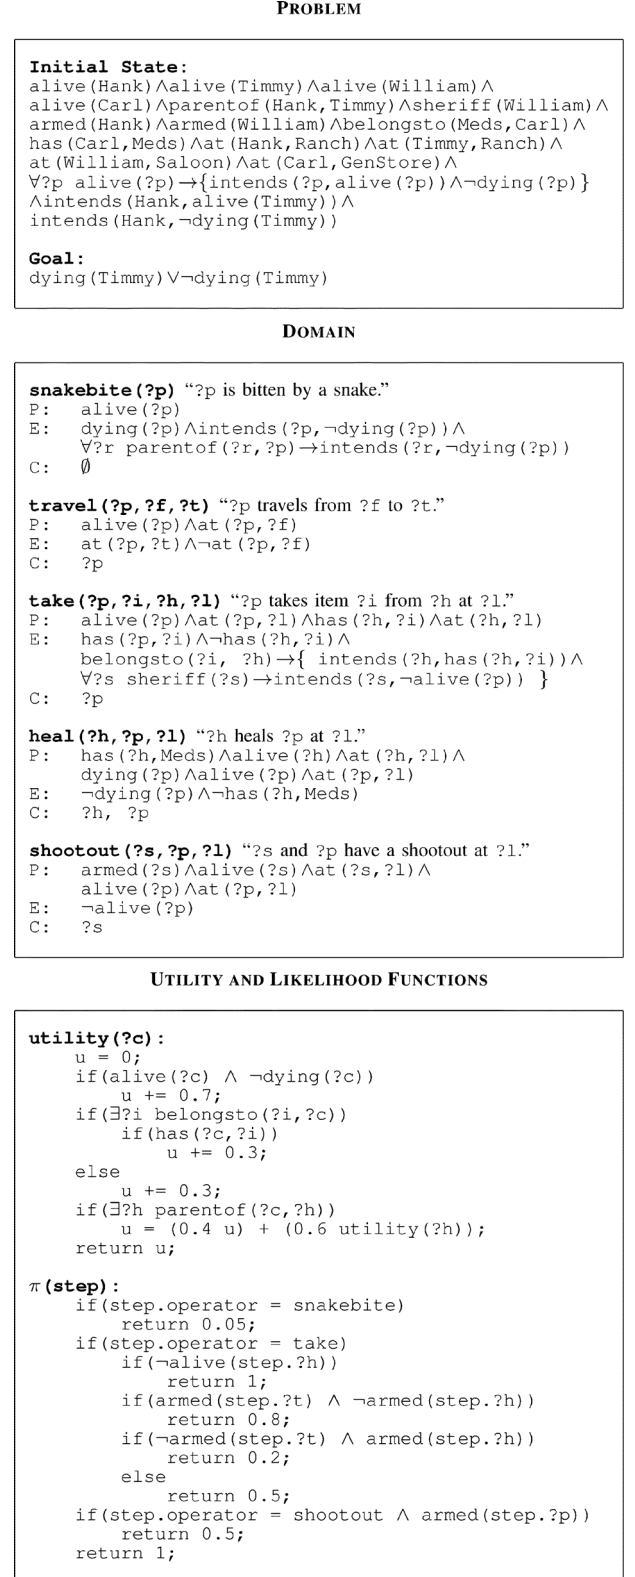 PROBLEM
Initial State:
alive(Hank)∧alive(Timmy)∧alive(William)∧
alive(Carl)∧parentof(Hank,Timmy)∧sheriff(William)∧
armed(Hank)∧armed(William)∧belongsto(Meds,Carl)∧
has(Carl,Meds)∧at(Hank,Ranch)∧at(Timmy,Ranch)∧
at(William,Saloon)∧at(Carl,GenStore)∧
∀?p alive(?p)→{intends(?p,alive(?p))∧¬dying(?p)}
∧intends(Hank,alive(Timmy))∧
intends(Hank,¬dying(Timmy))
Goal:
dying(Timmy)∨¬dying(Timmy)
DOMAIN
snakebite(?p) “?p is bitten by a snake.”
P: alive(?p)
E: dying(?p)∧intends(?p,¬dying(?p))∧
∀?r parentof(?r,?p)→intends(?r,¬dying(?p))
C: ∅
travel(?p,?f,?t) “?p travels from ?f to ?t.”
P: alive(?p)∧at(?p,?f)
E: at(?p,?t)∧¬at(?p,?f)
C: ?p
take(?p,?i,?h,?l) “?p takes item ?i from ?h at ?l.”
P: alive(?p)∧at(?p,?l)∧has(?h,?i)∧at(?h,?l)
E: has(?p,?i)∧¬has(?h,?i)∧
belongsto(?i, ?h)→{ intends(?h,has(?h,?i))∧
∀?s sheriff(?s)→intends(?s,¬alive(?p)) }
C: ?p
heal(?h,?p,?l) “?h heals ?p at ?l.”
P: has(?h,Meds)∧alive(?h)∧at(?h,?l)∧
dying(?p)∧alive(?p)∧at(?p,?l)
E: ¬dying(?p)∧¬has(?h,Meds)
C: ?h, ?p
shootout(?s,?p,?l) “?s and ?p have a shootout at ?l.”
P: armed(?s)∧alive(?s)∧at(?s,?l)∧
alive(?p)∧at(?p,?l)
E: ¬alive(?p)
C: ?s
UTILITY AND LIKELIHOOD FUNCTIONS
utility(?c):
u = 0;
if(alive(?c) ∧ ¬dying(?c))
u += 0.7;
if(∃?i belongsto(?i,?c))
if(has(?c,?i))
u += 0.3;
else
u += 0.3;
if(∃?h parentof(?c,?h))
u = (0.4 u) + (0.6 utility(?h));
return u;
π(step):
if(step.operator = snakebite)
return 0.05;
if(step.operator = take)
if(¬alive(step.?h))
return 1;
if(armed(step.?t) ∧ ¬armed(step.?h))
return 0.8;
if(¬armed(step.?t) ∧ armed(step.?h))
return 0.2;
else
return 0.5;
if(step.operator = shootout ∧ armed(step.?p))
return 0.5;
return 1;